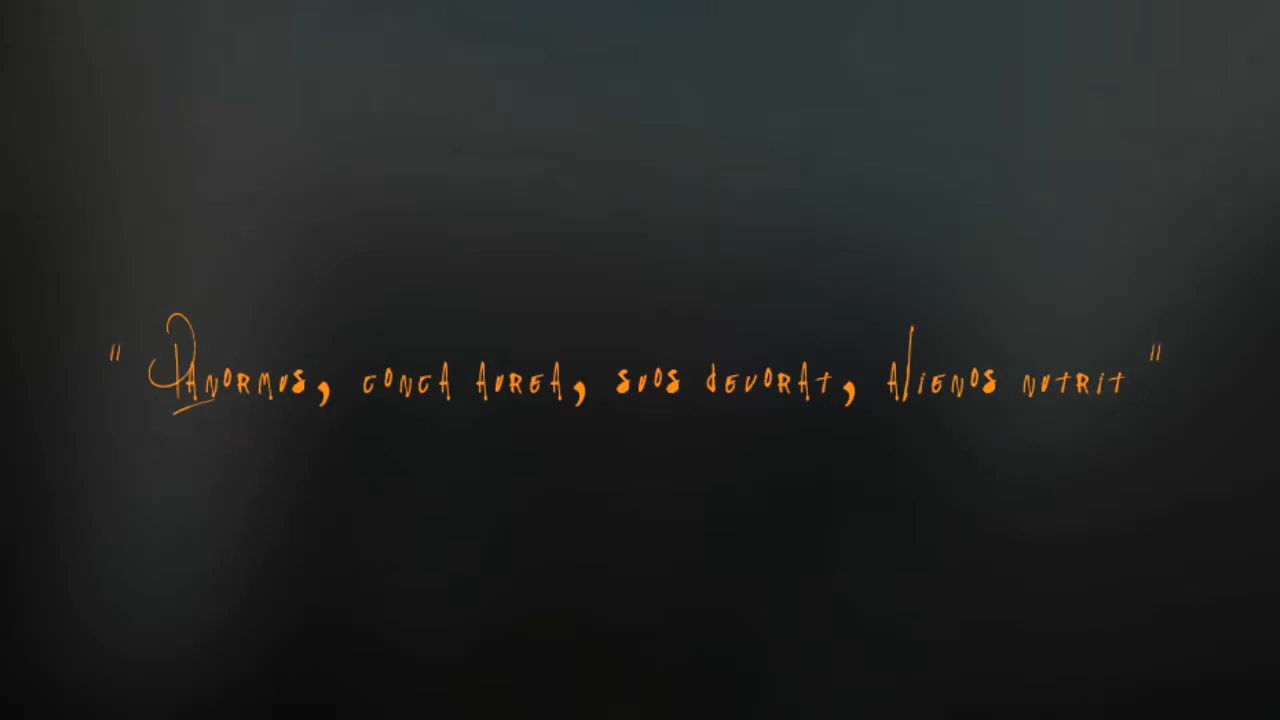 " Panormus, conca aurea, suos devorat, alienos nutrit "